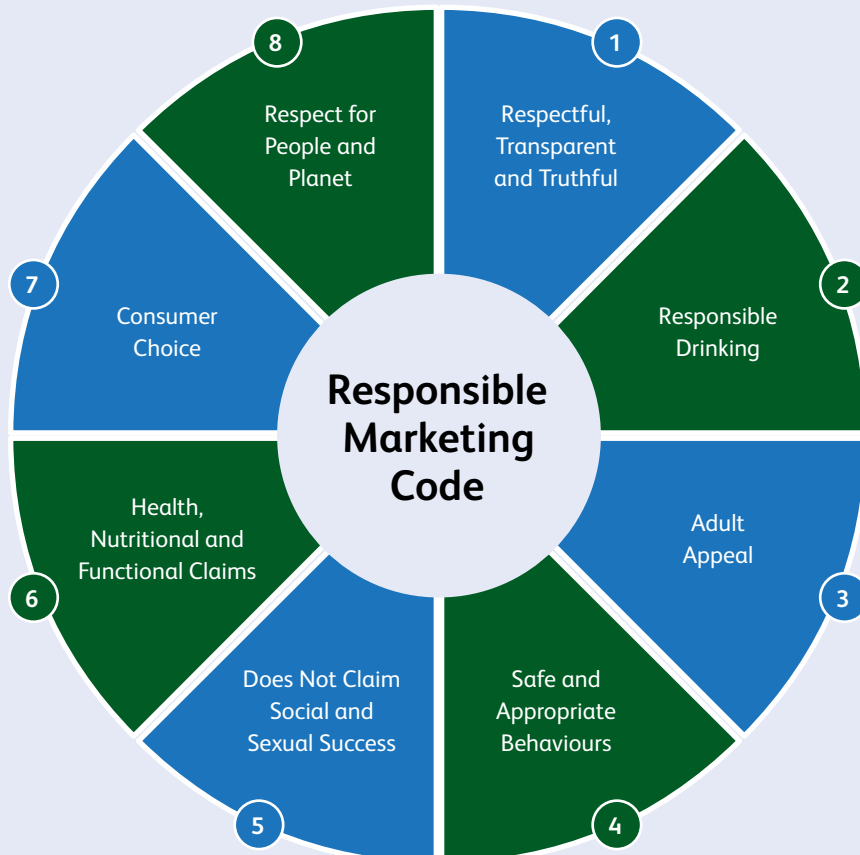 Responsible
Marketing
Code
1
Respectful,
Transparent
and Truthful
2
Responsible
Drinking
3
Adult
Appeal
4
Safe and
Appropriate
Behaviours
5
Does Not Claim
Social and
Sexual Success
6
Health,
Nutritional and
Functional Claims
7
Consumer
Choice
8
Respect for
People and
Planet